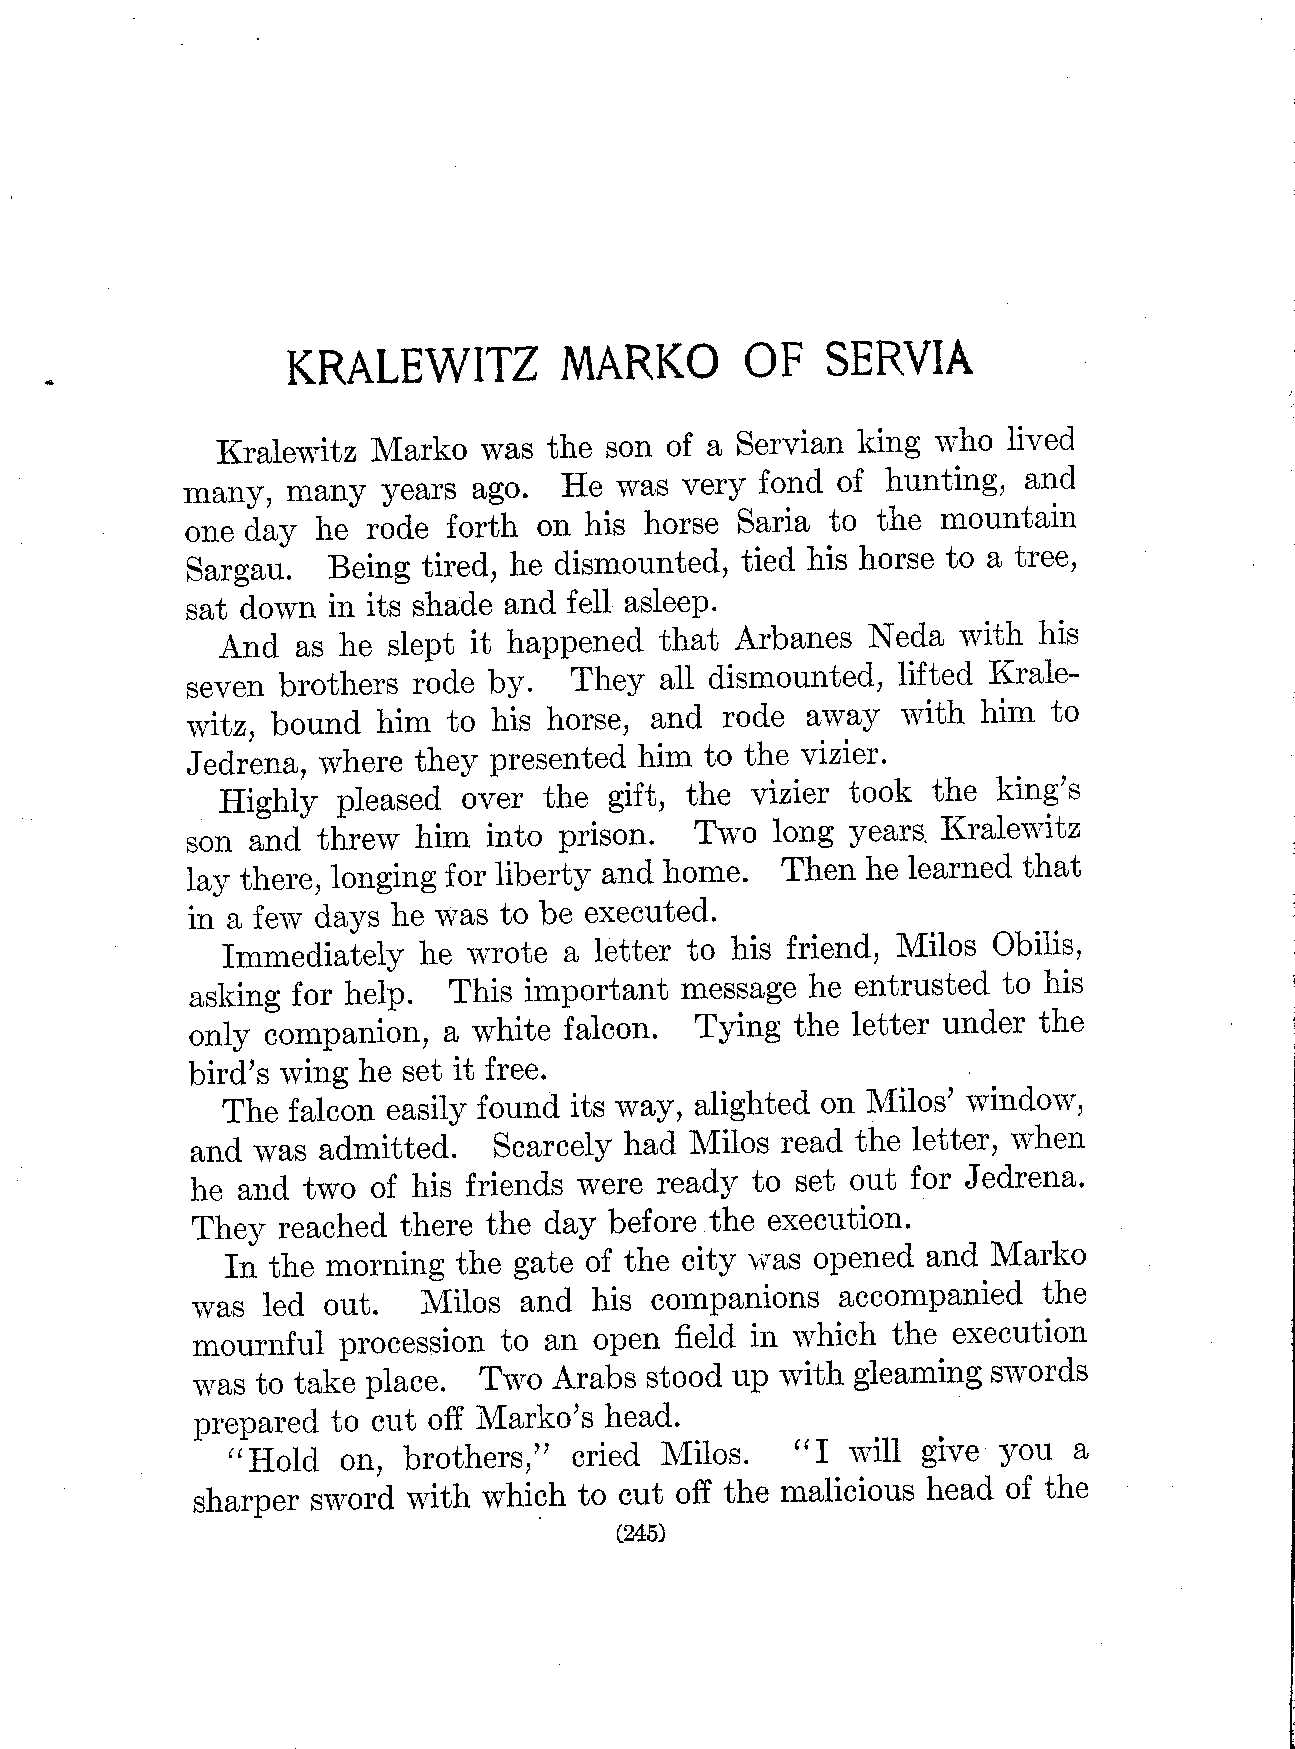 KRALEWITZ MARKO OF SERVIA
Kralewitz Marko was the son of a Servian king who lived
many, many years ago. He was very fond of hunting, and
one day he rode forth on his horse Saria to the mountain
Sargau. Being tired, he dismounted, tied his horse to a tree,
sat down in its shade and fell asleep.
And as he slept it happened that Arbanes Neda with his
seven brothers rode by. They all dismounted, lifted Krale-
witz, bound him to his horse, and rode away with him to
Jedrena, where they presented him to the vizier.
Highly pleased over the gift, the vizier took the king's
son and threw him into prison. Two long years Kralewitz
lay there, longing for liberty and home. Then he learned that
in a few days he was to be executed.
Immediately he wrote a letter to his friend, Milos Obilis,
asking for help. This important message he entrusted to his
only companion, a white falcon. Tying the letter under the
bird's wing he set it free.
The falcon easily found its way, alighted on Milos' window,
and was admitted. Scarcely had Milos read the letter, when
he and two of his friends were ready to set out for Jedrena.
They reached there the day before the execution.
In the morning the gate of the city was opened and Marko
was led out. Milos and his companions accompanied the
mournful procession to an open field in which the execution
was to take place. Two Arabs stood up with gleaming swords
prepared to cut off Marko's head.
"Hold on, brothers," cried Milos. "I will give you a
sharper sword with which to cut off the malicious head of the
(245)